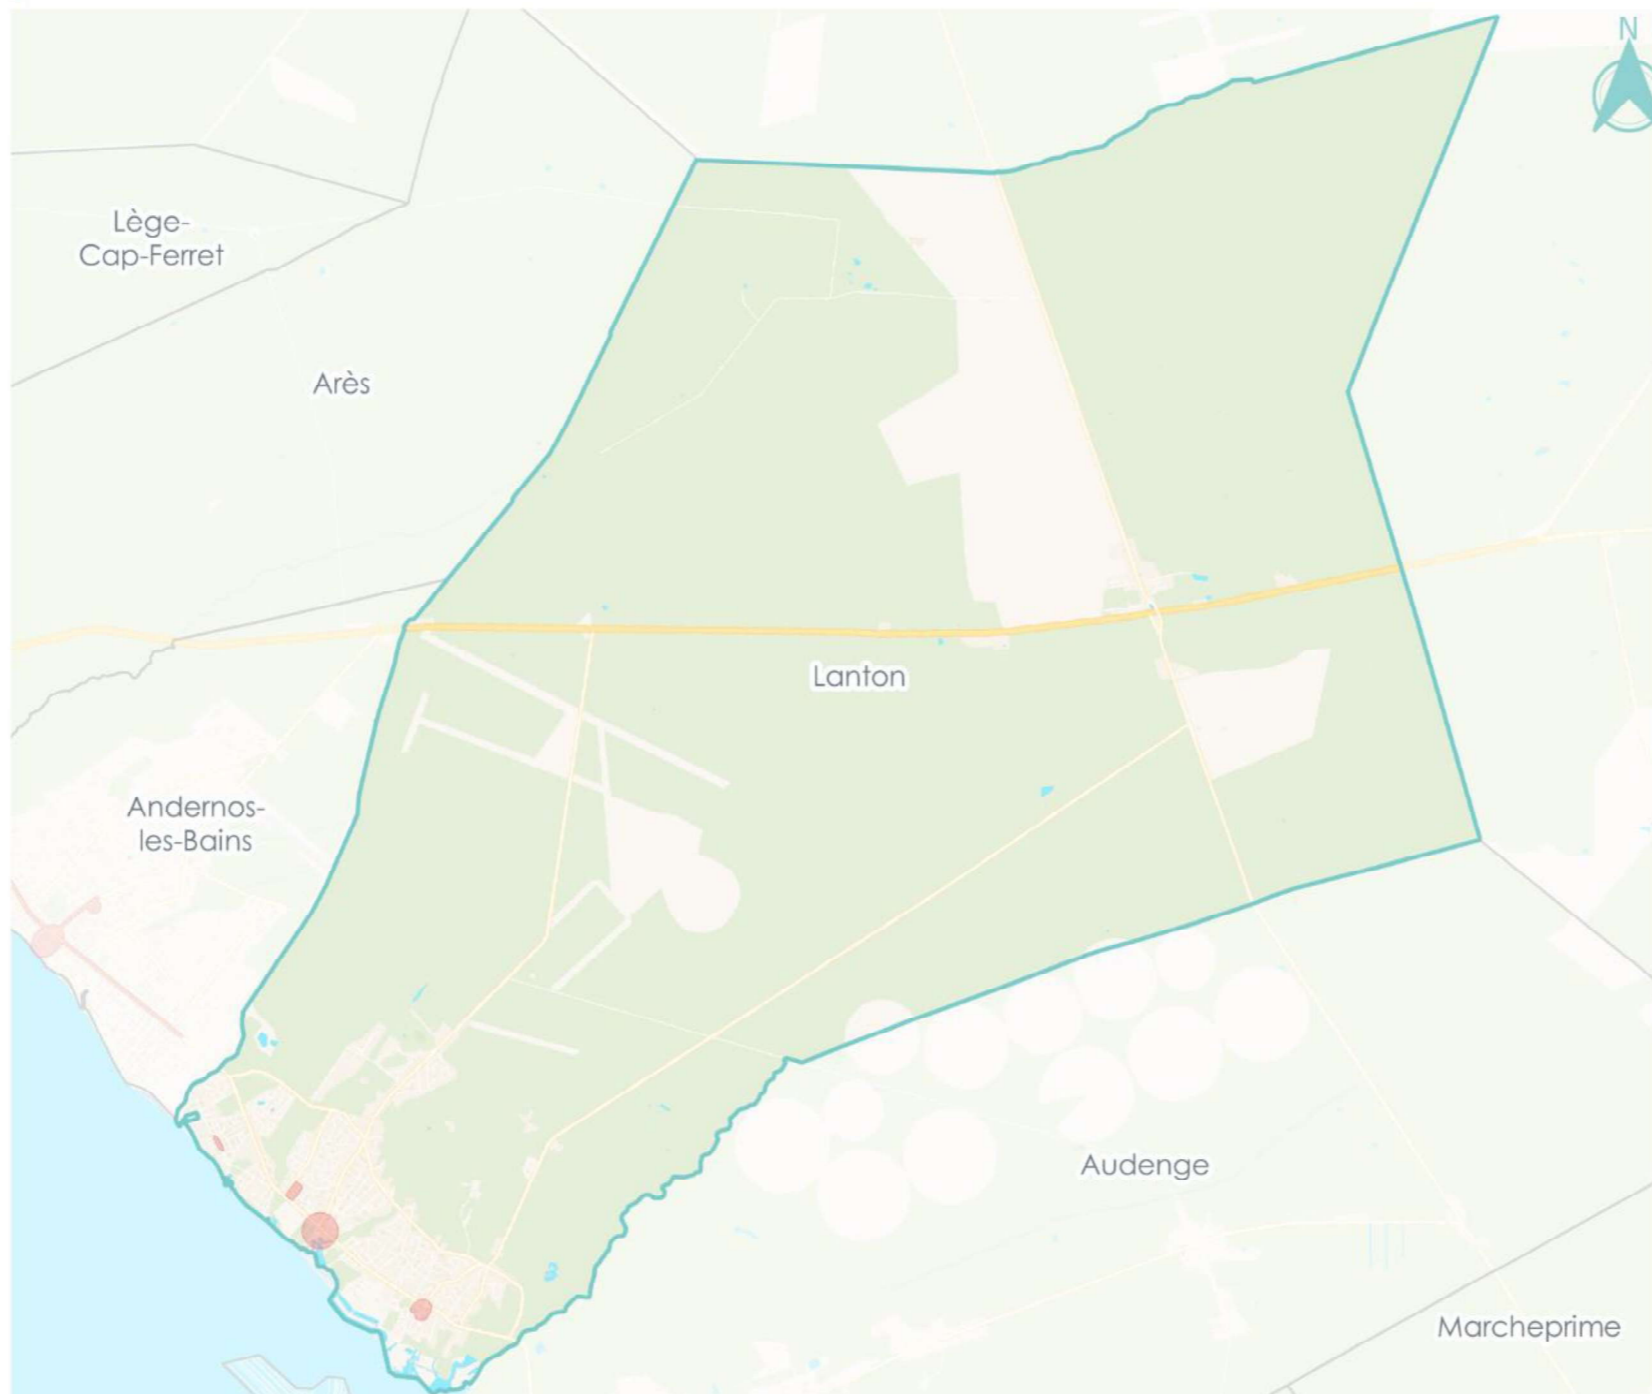 N
Lège-
Cap-Ferret
Arès
Lanton
Andernos-
les-Bains
Audenge
Marcheprime